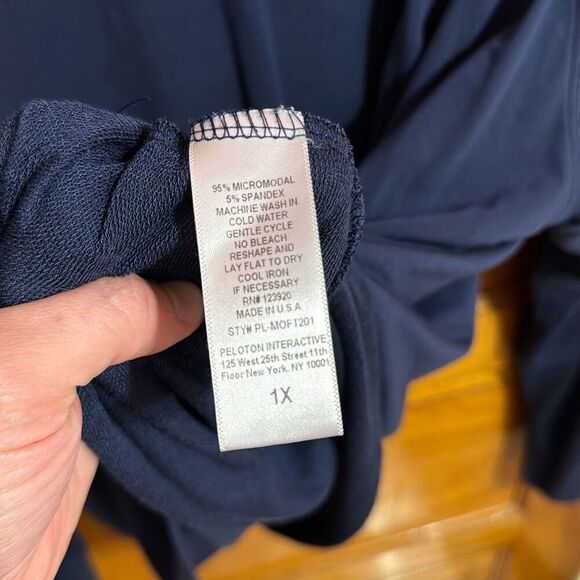 95% MICROMODAL
5% SPANDEX
MACHINE WASH IN
COLD WATER
GENTLE CYCLE
NO BLEACH
RESHAPE AND
LAY FLAT TO DRY
COOL IRON
IF NECESSARY
RN# 123920
MADE IN U.S.A
STY# PL-MOFT201
PELOTON INTERACTIVE
125 West 25th Street 11th
Floor New York, NY 10001
1X